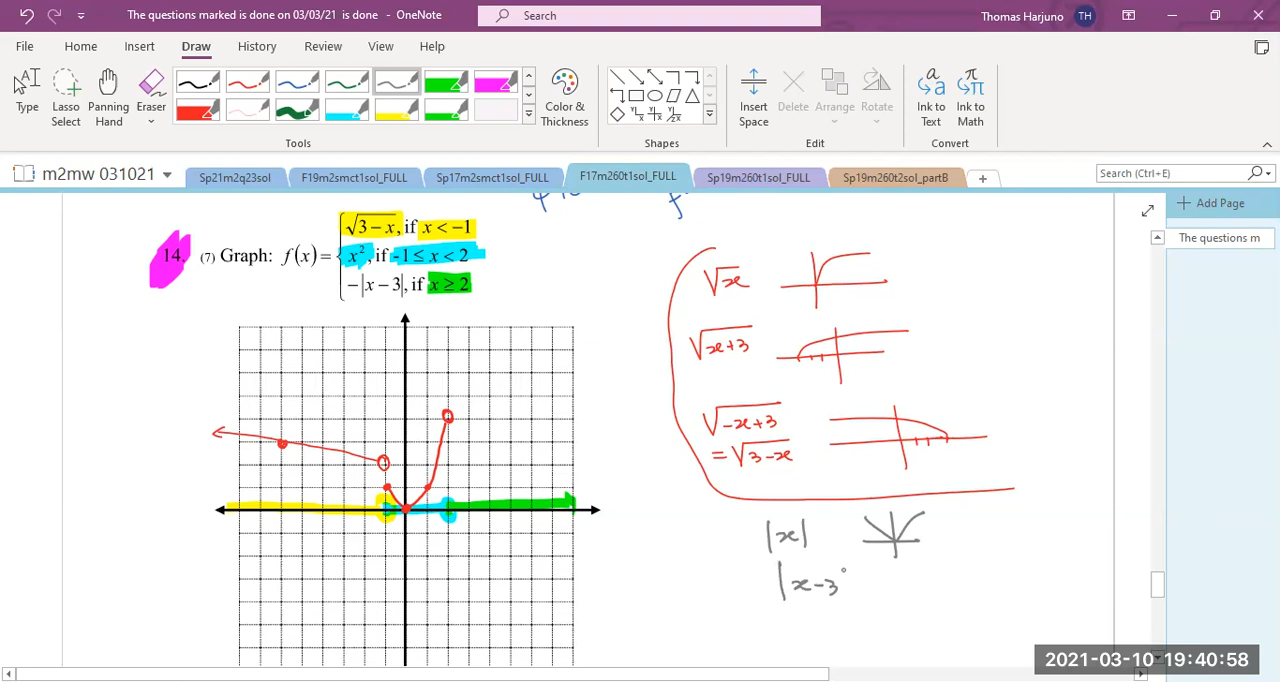 The questions marked is done on 03/03/21 is done - OneNote
Search
Thomas Harjuno
TH
File Home Insert Draw View History Review View Help
Type
Lasso Select
Panning Hand
Eraser
Color & Thickness
Insert Space
Delete
Arrange
Rotate
Ink to Text
Ink to Math
Tools
Shapes
Edit
Convert
m2mw 031021
Sp21m2q23sol
F19m2smct1sol_FULL
Sp17m2smct1sol_FULL
F17m260t1sol_FULL
Sp19m260t1sol_FULL
Sp19m260t2sol_partB
Search (Ctrl+E)
Add Page
The questions m
√3−x, if x < −1
14. (7) Graph: f(x) = x², if -1 ≤ x < 2
−|x−3|, if x ≥ 2
√x
√x+3
√-x+3
= √3-x
|x|
|x-3
2021-03-10 19:40:58